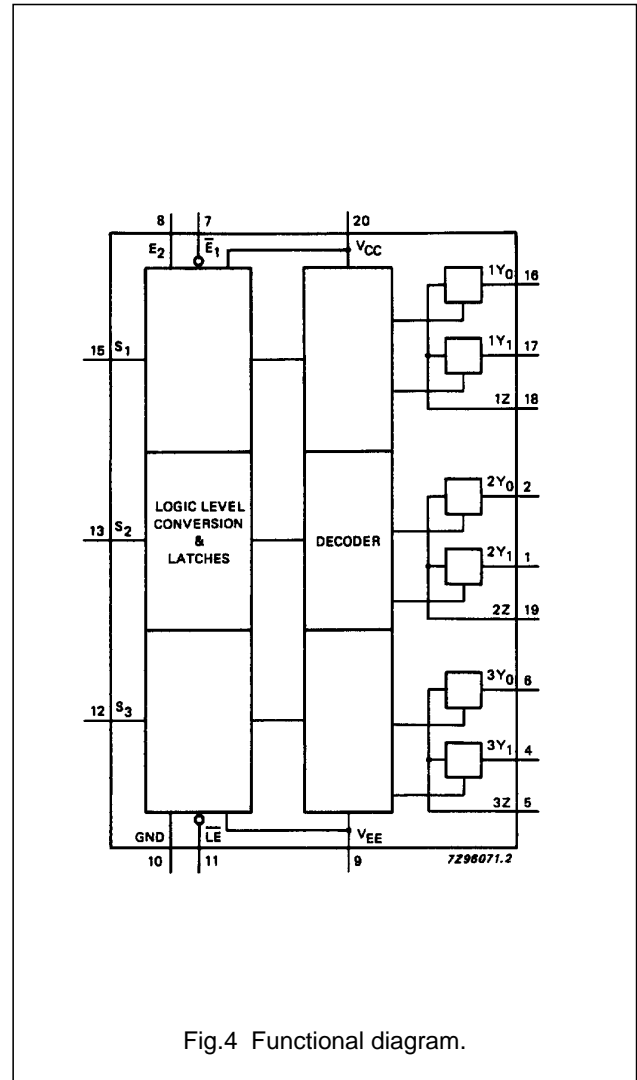 8 7 20
E2 E̅1 VCC
1Y0 16
15 S1
1Y1 17
1Z 18
2Y0 2
LOGIC LEVEL
CONVERSION
&
LATCHES
13 S2
DECODER
2Y1 1
2Z 19
3Y0 6
12 S3
3Y1 4
3Z 5
GND L̅E̅ VEE
10 11 9
7Z96071.2
Fig.4 Functional diagram.